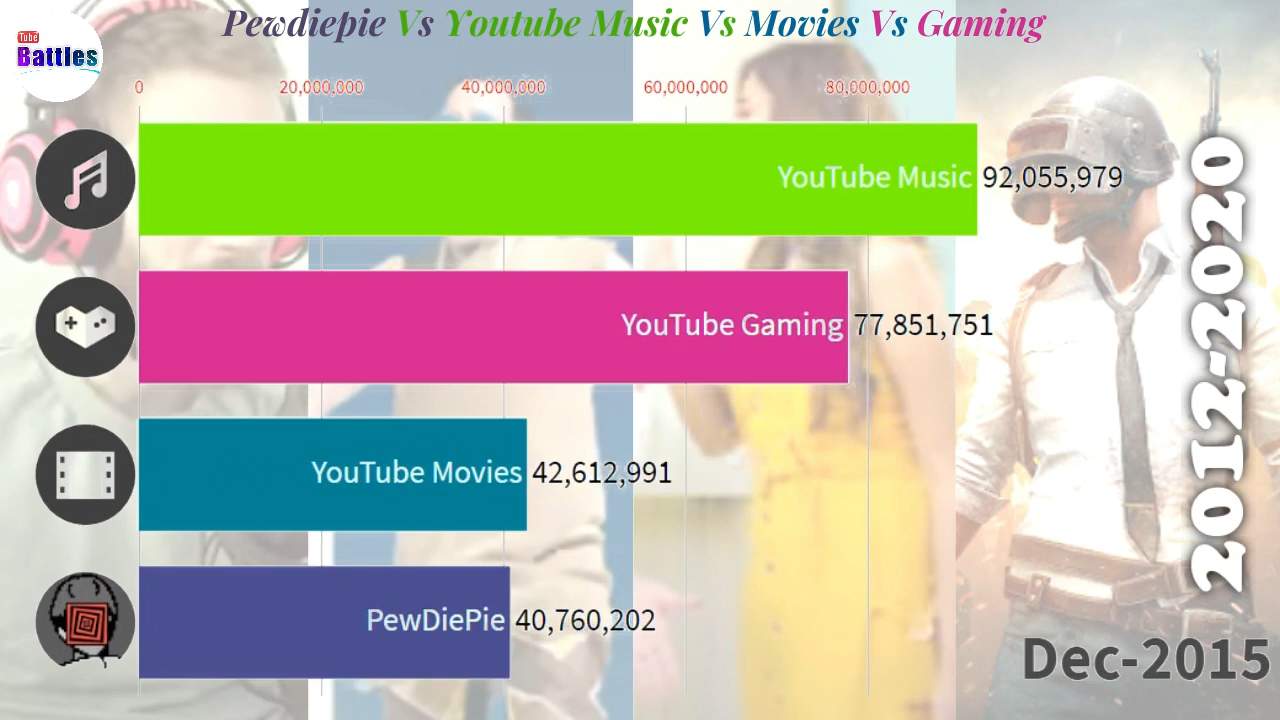 Pewdiepie Vs Youtube Music Vs Movies Vs Gaming
Tube
Battles
0 20,000,000 40,000,000 60,000,000 80,000,000
YouTube Music 92,055,979
YouTube Gaming 77,851,751
YouTube Movies 42,612,991
PewDiePie 40,760,202
2012-2020
Dec-2015